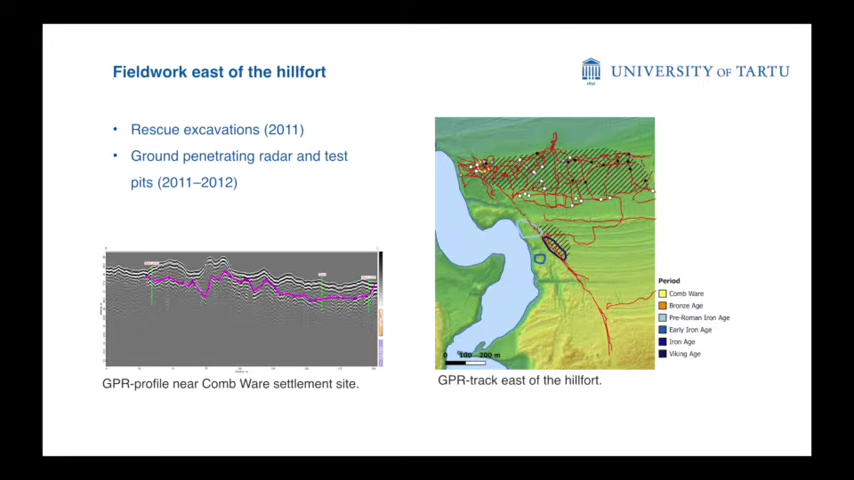 Fieldwork east of the hillfort
UNIVERSITY OF TARTU
• Rescue excavations (2011)
• Ground penetrating radar and test
pits (2011–2012)
Period
Comb Ware
Bronze Age
Pre-Roman Iron Age
Early Iron Age
Iron Age
Viking Age
0 100 200 m
GPR-profile near Comb Ware settlement site.
GPR-track east of the hillfort.